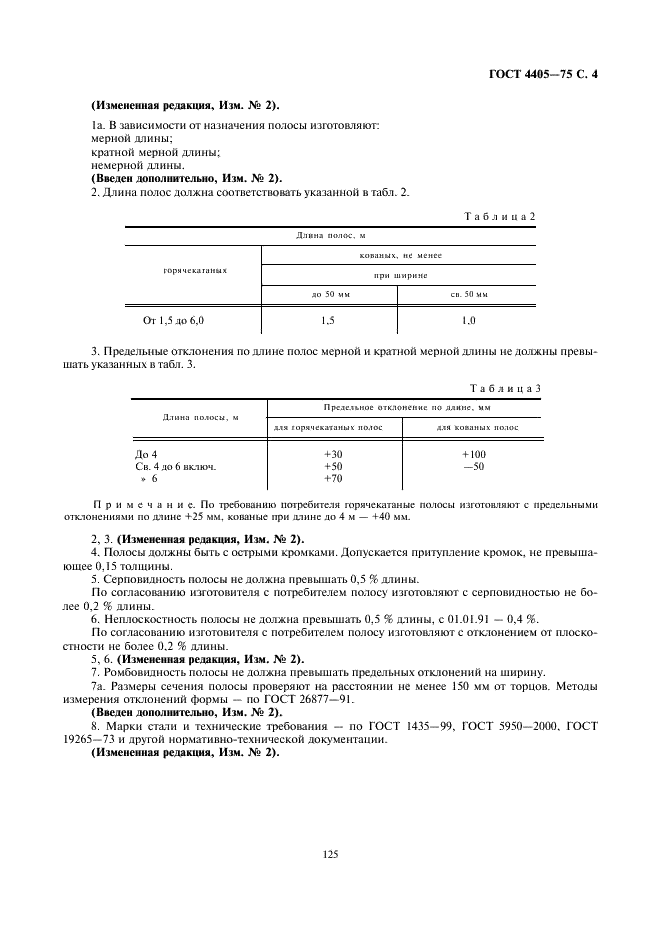 ГОСТ 4405—75 С. 4
(Измененная редакция, Изм. № 2).
1а. В зависимости от назначения полосы изготовляют:
мерной длины;
кратной мерной длины;
немерной длины.
(Введен дополнительно, Изм. № 2).
2. Длина полос должна соответствовать указанной в табл. 2.
Таблица 2
Длина полос, м
кованых, не менее
горячекатаных
при ширине
до 50 мм св. 50 мм
От 1,5 до 6,0 1,5 1,0
3. Предельные отклонения по длине полос мерной и кратной мерной длины не должны превы-
шать указанных в табл. 3.
Таблица 3
Предельное отклонение по длине, мм
Длина полосы, м
для горячекатаных полос для кованых полос
До 4 +30 +100
Св. 4 до 6 включ. +50 —50
» 6 +70
Примечание. По требованию потребителя горячекатаные полосы изготовляют с предельными
отклонениями по длине +25 мм, кованые при длине до 4 м — +40 мм.
2, 3. (Измененная редакция, Изм. № 2).
4. Полосы должны быть с острыми кромками. Допускается притупление кромок, не превыша-
ющее 0,15 толщины.
5. Серповидность полосы не должна превышать 0,5 % длины.
По согласованию изготовителя с потребителем полосу изготовляют с серповидностью не бо-
лее 0,2 % длины.
6. Неплоскостность полосы не должна превышать 0,5 % длины, с 01.01.91 — 0,4 %.
По согласованию изготовителя с потребителем полосу изготовляют с отклонением от плоско-
стности не более 0,2 % длины.
5, 6. (Измененная редакция, Изм. № 2).
7. Ромбовидность полосы не должна превышать предельных отклонений на ширину.
7а. Размеры сечения полосы проверяют на расстоянии не менее 150 мм от торцов. Методы
измерения отклонений формы — по ГОСТ 26877—91.
(Введен дополнительно, Изм. № 2).
8. Марки стали и технические требования — по ГОСТ 1435—99, ГОСТ 5950—2000, ГОСТ
19265—73 и другой нормативно-технической документации.
(Измененная редакция, Изм. № 2).
125